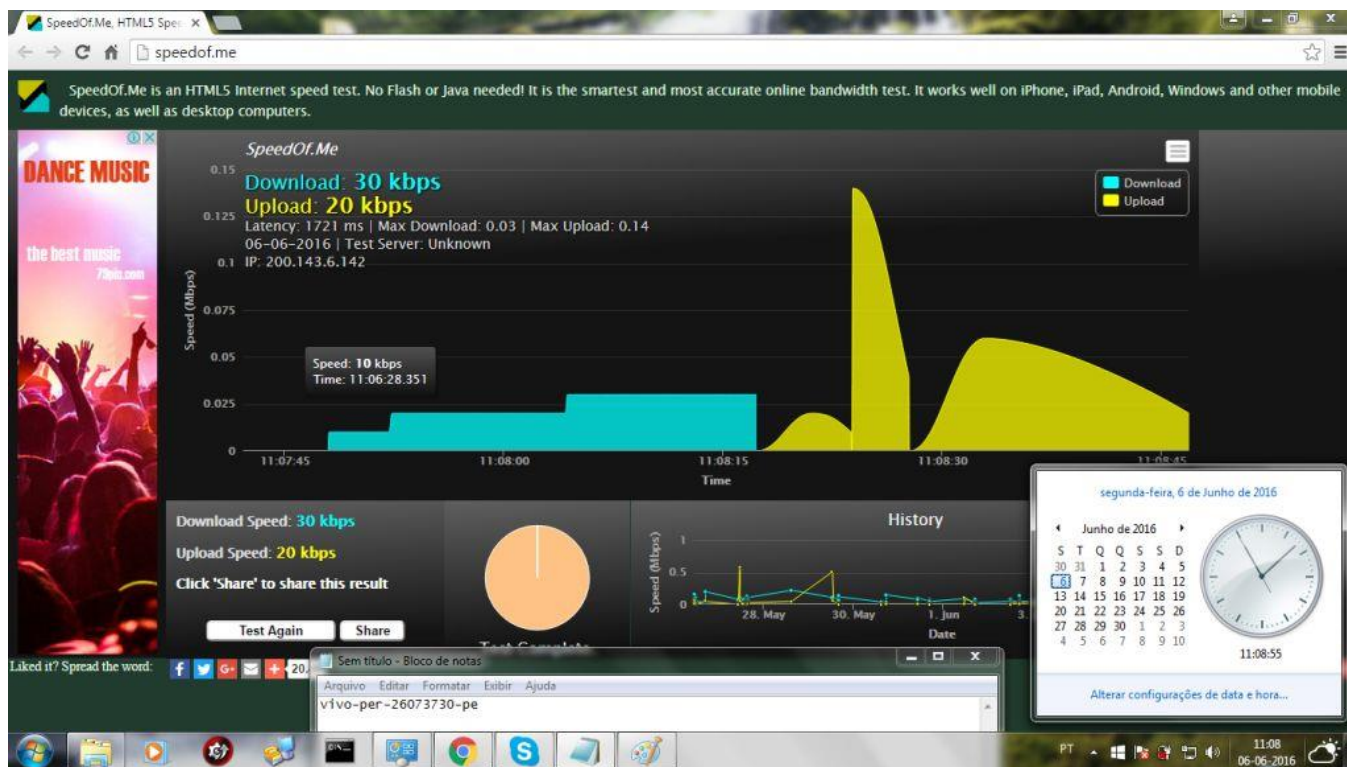 SpeedOf.Me, HTML5 Spe
speedof.me
SpeedOf.Me is an HTML5 Internet speed test. No Flash or Java needed! It is the smartest and most accurate online bandwidth test. It works well on iPhone, iPad, Android, Windows and other mobile
devices, as well as desktop computers.
DANCE MUSIC
the best music
SpeedOf.Me
Download: 30 kbps
Upload: 20 kbps
Latency: 1721 ms | Max Download: 0.03 | Max Upload: 0.14
06-06-2016 | Test Server: Unknown
IP: 200.143.6.142
Download
Upload
Speed (Mbps)
0.15
0.125
0.1
0.075
0.05
0.025
0
Speed: 10 kbps
Time: 11:06:28.351
11:07:45
11:08:00
11:08:15
11:08:30
11:08:45
Time
Download Speed: 30 kbps
Upload Speed: 20 kbps
Click 'Share' to share this result
Test Again
Share
Test Complete
History
Speed (Mbps)
1
0.5
0
28. May
30. May
1. Jun
3.
Date
segunda-feira, 6 de Junho de 2016
Junho de 2016
S T Q Q S S D
30 31 1 2 3 4 5
6 7 8 9 10 11 12
13 14 15 16 17 18 19
20 21 22 23 24 25 26
27 28 29 30 1 2 3
4 5 6 7 8 9 10
11:08:55
Alterar configurações de data e hora...
Liked it? Spread the word:
20.
Sem título - Bloco de notas
Arquivo Editar Formatar Exibir Ajuda
vivo-per-26073730-pe
PT
11:08
06-06-2016